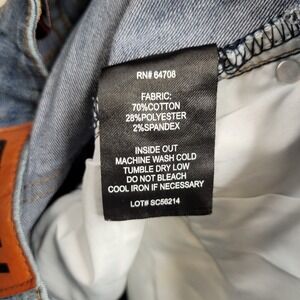 RN# 64708
FABRIC:
70%COTTON
28%POLYESTER
2%SPANDEX
INSIDE OUT
MACHINE WASH COLD
TUMBLE DRY LOW
DO NOT BLEACH
COOL IRON IF NECESSARY
LOT# SC56214